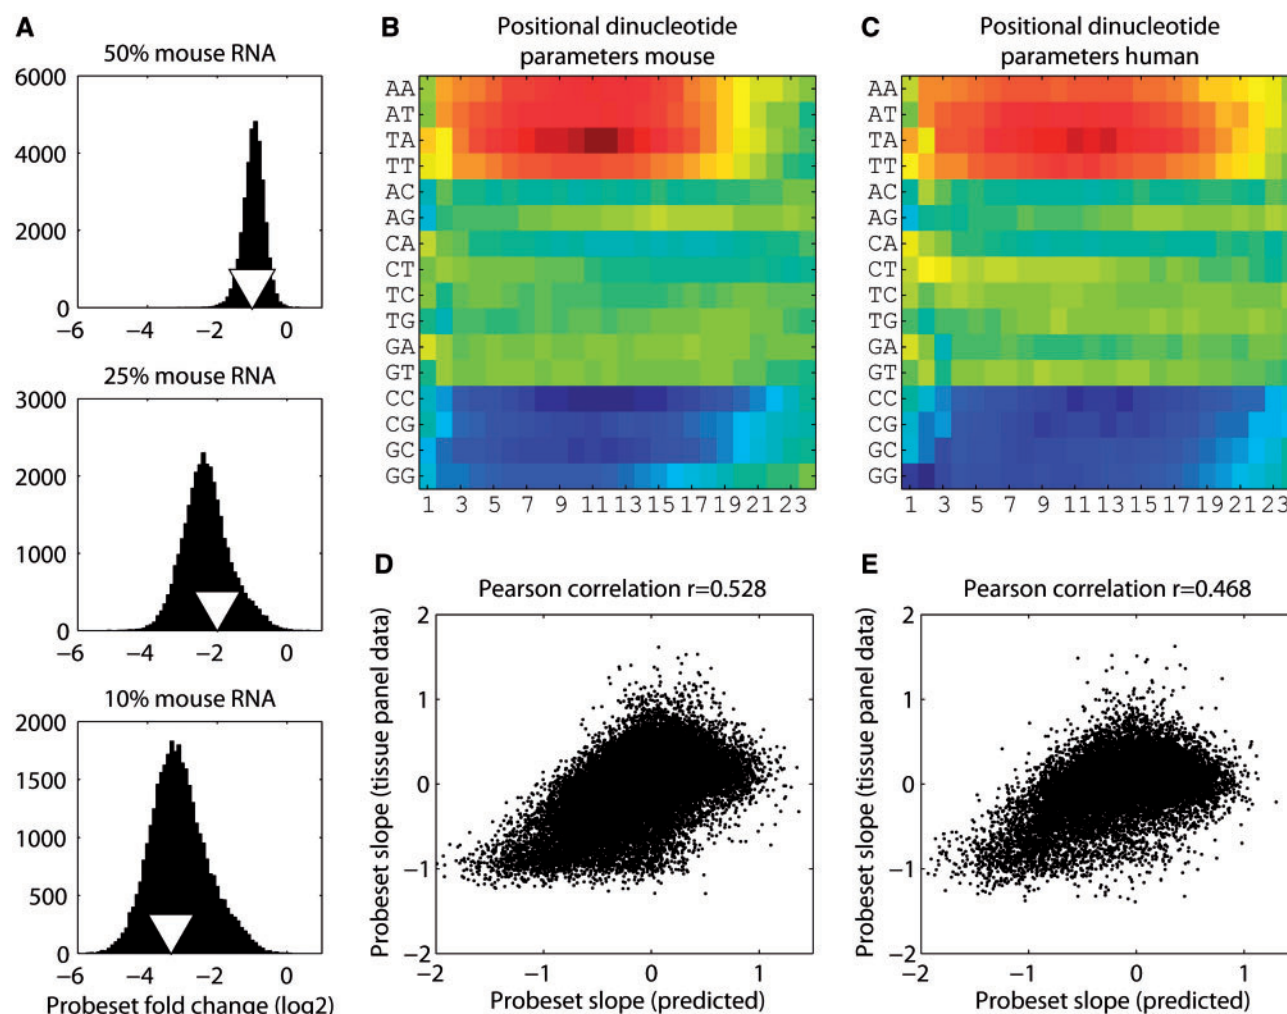 A
50% mouse RNA
6000
4000
2000
0
−6 −4 −2 0
25% mouse RNA
3000
2000
1000
0
−6 −4 −2 0
10% mouse RNA
2000
1500
1000
500
0
−6 −4 −2 0
Probeset fold change (log2)
B
Positional dinucleotide
parameters mouse
AA
AT
TA
TT
AC
AG
CA
CT
TC
TG
GA
GT
CC
CG
GC
GG
1 3 5 7 9 11 13 15 17 19 21 23
C
Positional dinucleotide
parameters human
AA
AT
TA
TT
AC
AG
CA
CT
TC
TG
GA
GT
CC
CG
GC
GG
1 3 5 7 9 11 13 15 17 19 21 23
D
Pearson correlation r=0.528
Probeset slope (tissue panel data)
2
1
0
−1
−2
−2 −1 0 1
Probeset slope (predicted)
E
Pearson correlation r=0.468
Probeset slope (tissue panel data)
2
1
0
−1
−2
−2 −1 0 1
Probeset slope (predicted)